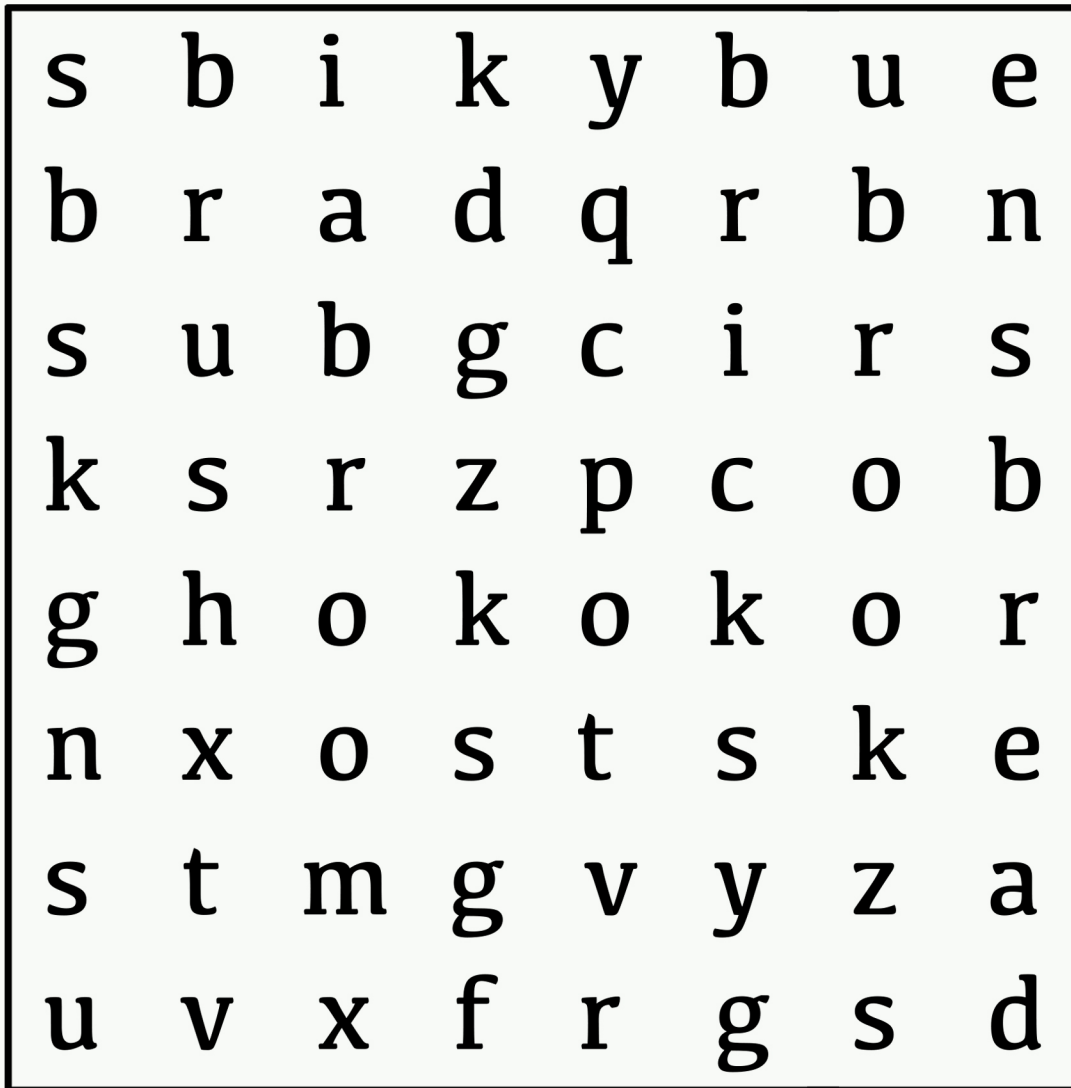 s b i k y b u e
b r a d q r b n
s u b g c i r s
k s r z p c o b
g h o k o k o r
n x o s t s k e
s t m g v y z a
u v x f r g s d